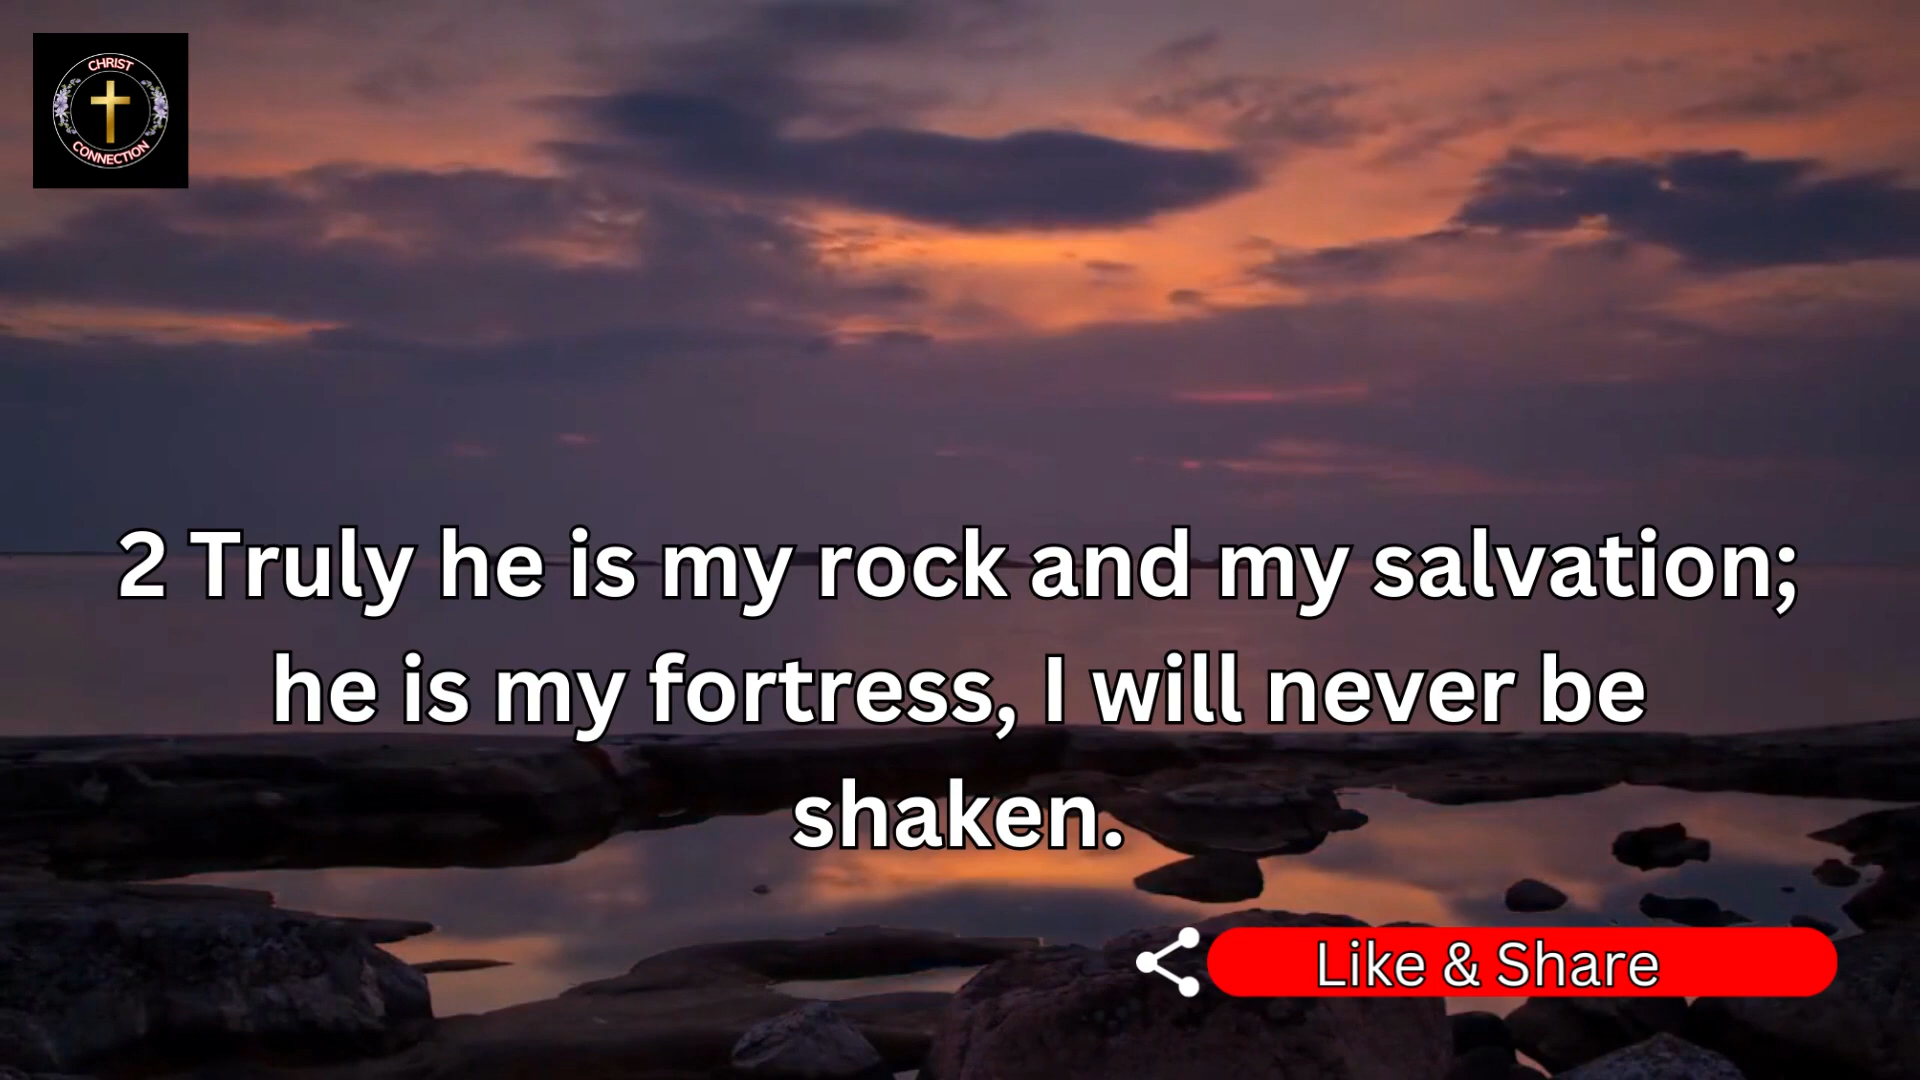 CHRIST
CONNECTION
2 Truly he is my rock and my salvation;
he is my fortress, I will never be
shaken.
Like & Share